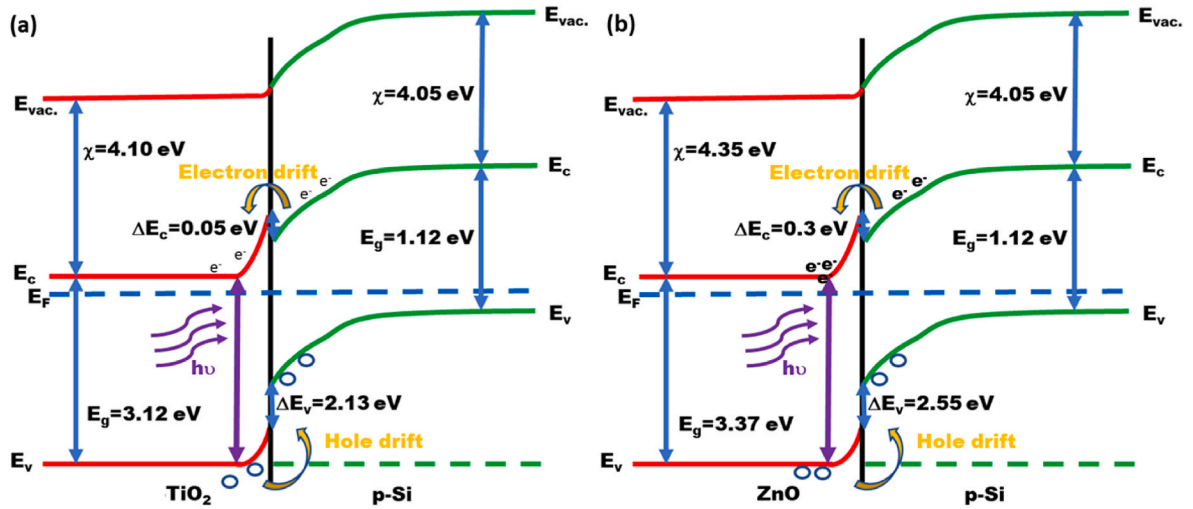 (a)
E_vac.
E_vac.
χ=4.05 eV
χ=4.10 eV
Electron drift
e⁻ e⁻
E_c
ΔE_c=0.05 eV
E_g=1.12 eV
e⁻ e⁻
E_c
E_F
E_v
hυ
ΔE_v=2.13 eV
E_g=3.12 eV
Hole drift
E_v
TiO₂
p-Si
(b)
E_vac.
E_vac.
χ=4.05 eV
χ=4.35 eV
Electron drift
e⁻ e⁻
E_c
ΔE_c=0.3 eV
E_g=1.12 eV
e⁻e⁻
e⁻
E_c
E_F
E_v
hυ
ΔE_v=2.55 eV
E_g=3.37 eV
Hole drift
E_v
ZnO
p-Si